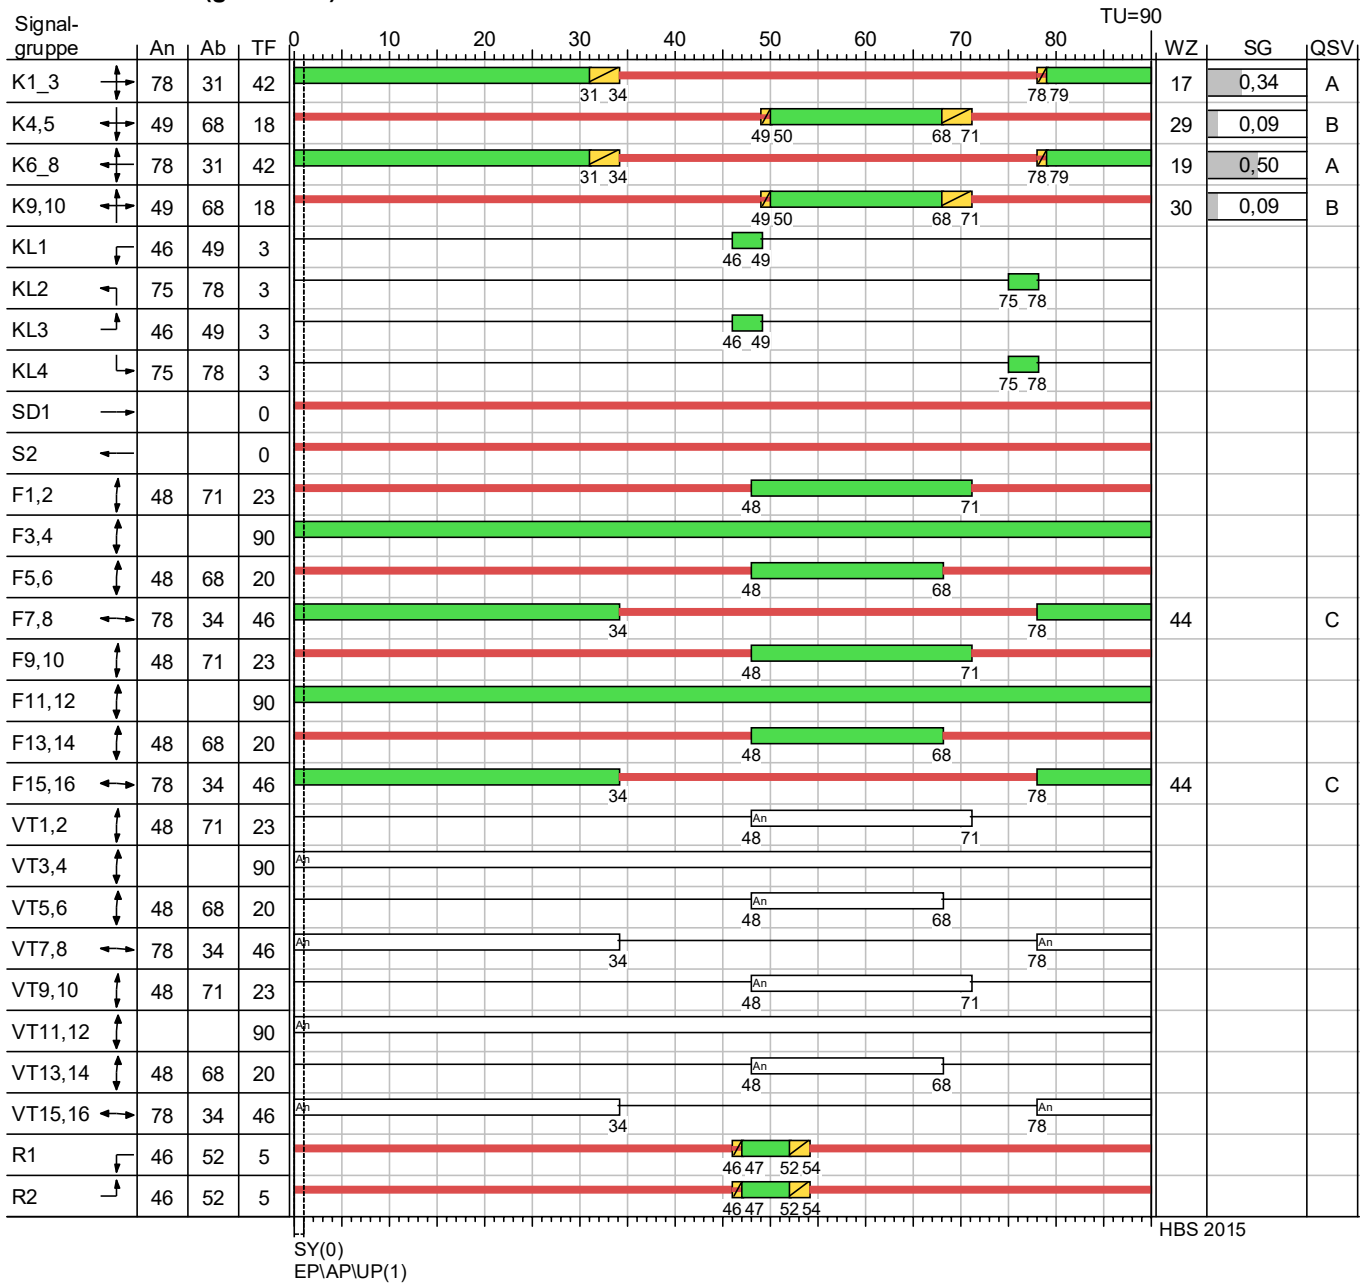 TU=90
Signal-
gruppe An Ab TF 0 10 20 30 40 50 60 70 80 WZ SG QSV
K1_3 78 31 42 31 34 78 79 17 0,34 A
K4,5 49 68 18 49 50 68 71 29 0,09 B
K6_8 78 31 42 31 34 78 79 19 0,50 A
K9,10 49 68 18 49 50 68 71 30 0,09 B
KL1 46 49 3 46 49
KL2 75 78 3 75 78
KL3 46 49 3 46 49
KL4 75 78 3 75 78
SD1 0
S2 0
F1,2 48 71 23 48 71
F3,4 90
F5,6 48 68 20 48 68
F7,8 78 34 46 34 78 44 C
F9,10 48 71 23 48 71
F11,12 90
F13,14 48 68 20 48 68
F15,16 78 34 46 34 78 44 C
VT1,2 48 71 23 An 48 71
VT3,4 90 An
VT5,6 48 68 20 An 48 68
VT7,8 78 34 46 An 34 An 78
VT9,10 48 71 23 An 48 71
VT11,12 90 An
VT13,14 48 68 20 An 48 68
VT15,16 78 34 46 An 34 An 78
R1 46 52 5 46 47 52 54
R2 46 52 5 46 47 52 54
HBS 2015
SY(0)
EP\AP\UP(1)